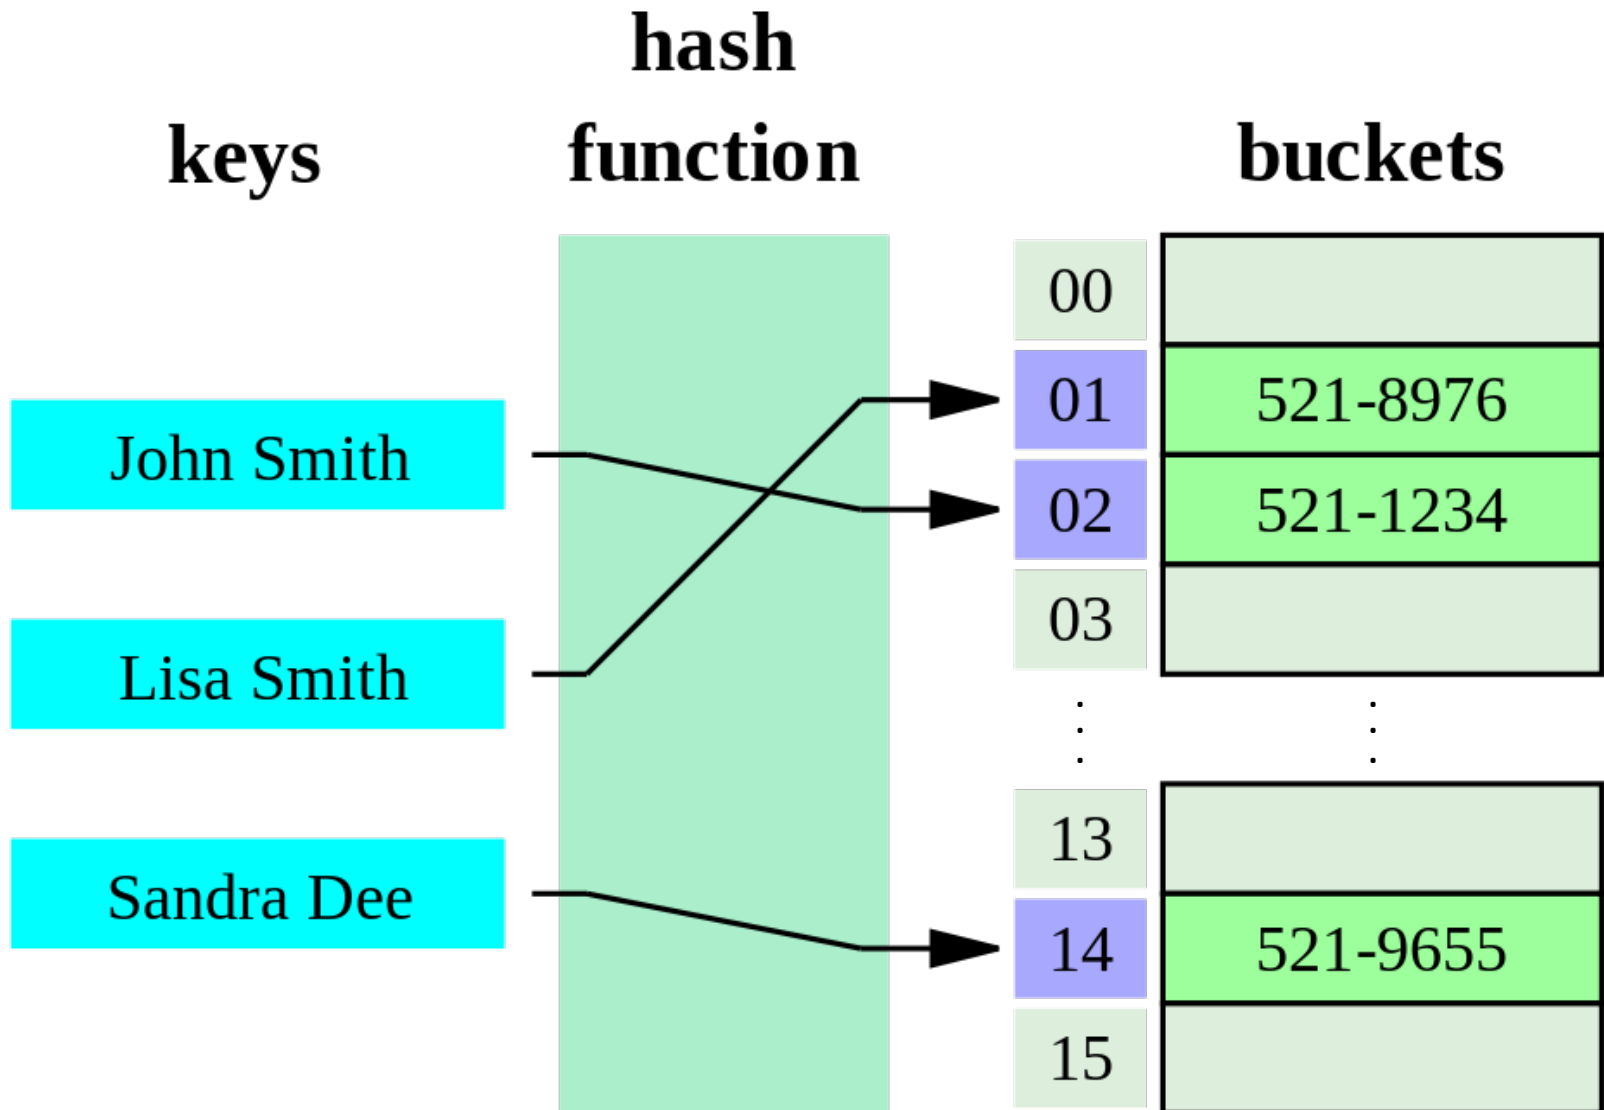 hash
function
keys
buckets
John Smith
Lisa Smith
Sandra Dee
00
01 521-8976
02 521-1234
03
13
14 521-9655
15